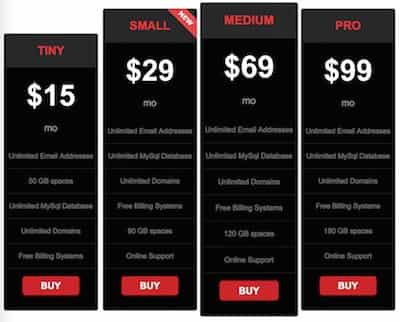 TINY
$15
mo
Unlimited Email Addresses
50 GB spaces
Unlimited MySql Database
Unlimited Domains
Free Billing Systems
BUY
SMALL
NEW
$29
mo
Unlimited Email Addresses
Unlimited MySql Database
Unlimited Domains
Free Billing Systems
90 GB spaces
Online Support
BUY
MEDIUM
$69
mo
Unlimited Email Addresses
Unlimited MySql Database
Unlimited Domains
Free Billing Systems
120 GB spaces
Online Support
BUY
PRO
$99
mo
Unlimited Email Addresses
Unlimited MySql Database
Unlimited Domains
Free Billing Systems
180 GB spaces
Online Support
BUY